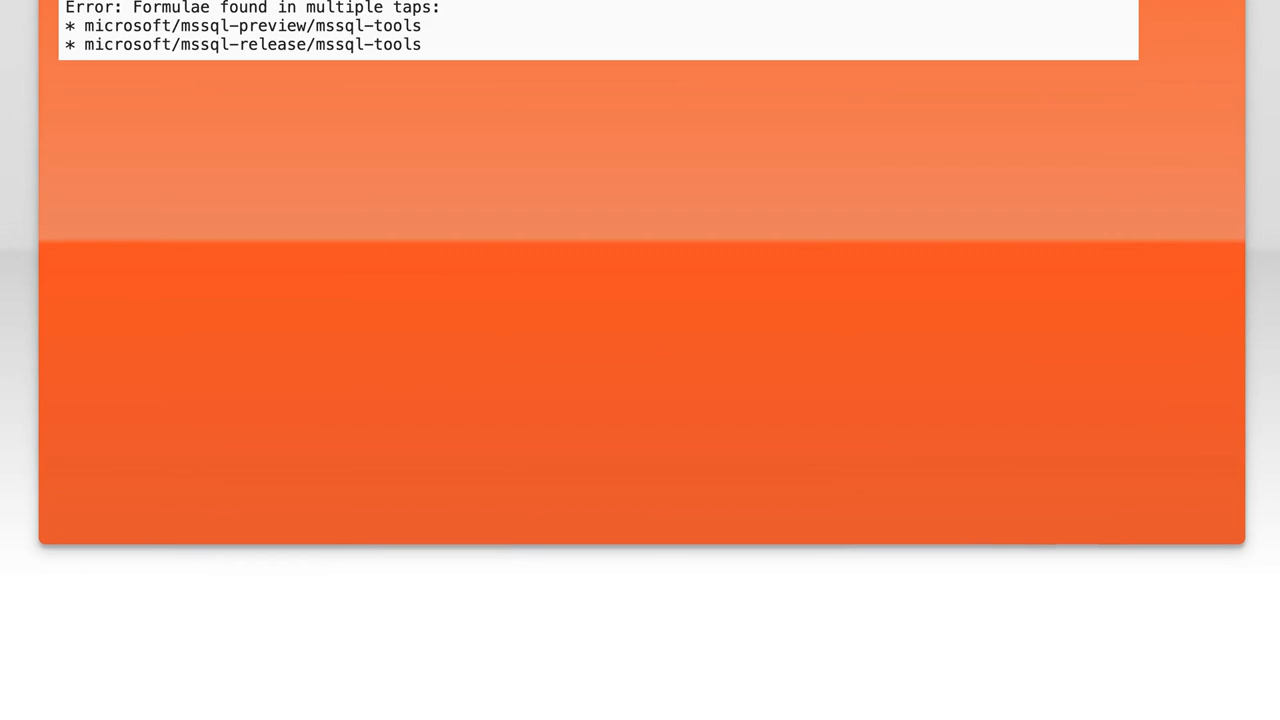 Error: Formulae found in multiple taps:
* microsoft/mssql-preview/mssql-tools
* microsoft/mssql-release/mssql-tools